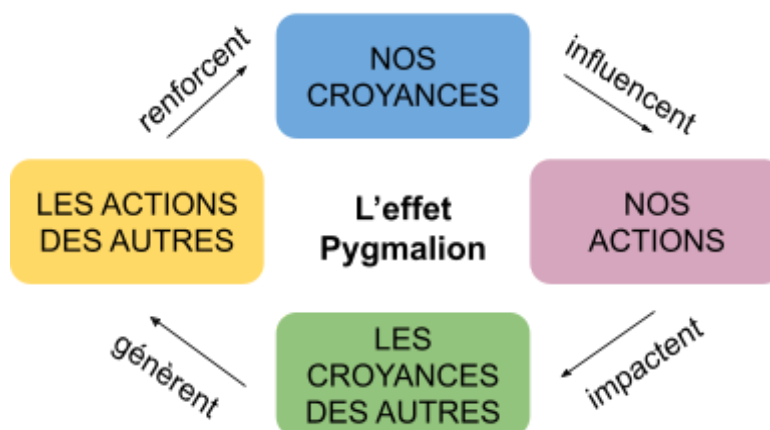 NOS
CROYANCES
influencent
NOS
ACTIONS
impactent
LES
CROYANCES
DES AUTRES
génèrent
LES ACTIONS
DES AUTRES
renforcent
L'effet
Pygmalion